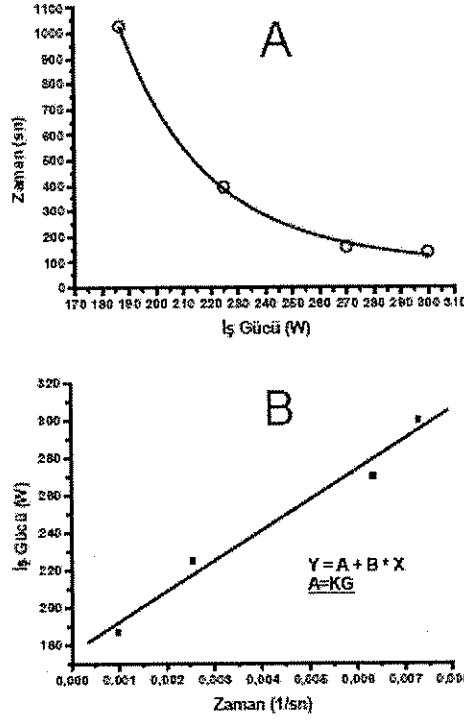 A
1100
1000
900
800
700
600
500
400
300
200
100
0
Zaman (sn)
170 180 190 200 210 220 230 240 250 260 270 280 290 300 310
İş Gücü (W)
B
320
300
280
260
240
220
200
180
İş Gücü (W)
Y = A + B * X
A=KG
0,000 0,001 0,002 0,003 0,004 0,005 0,006 0,007 0,008
Zaman (1/sn)